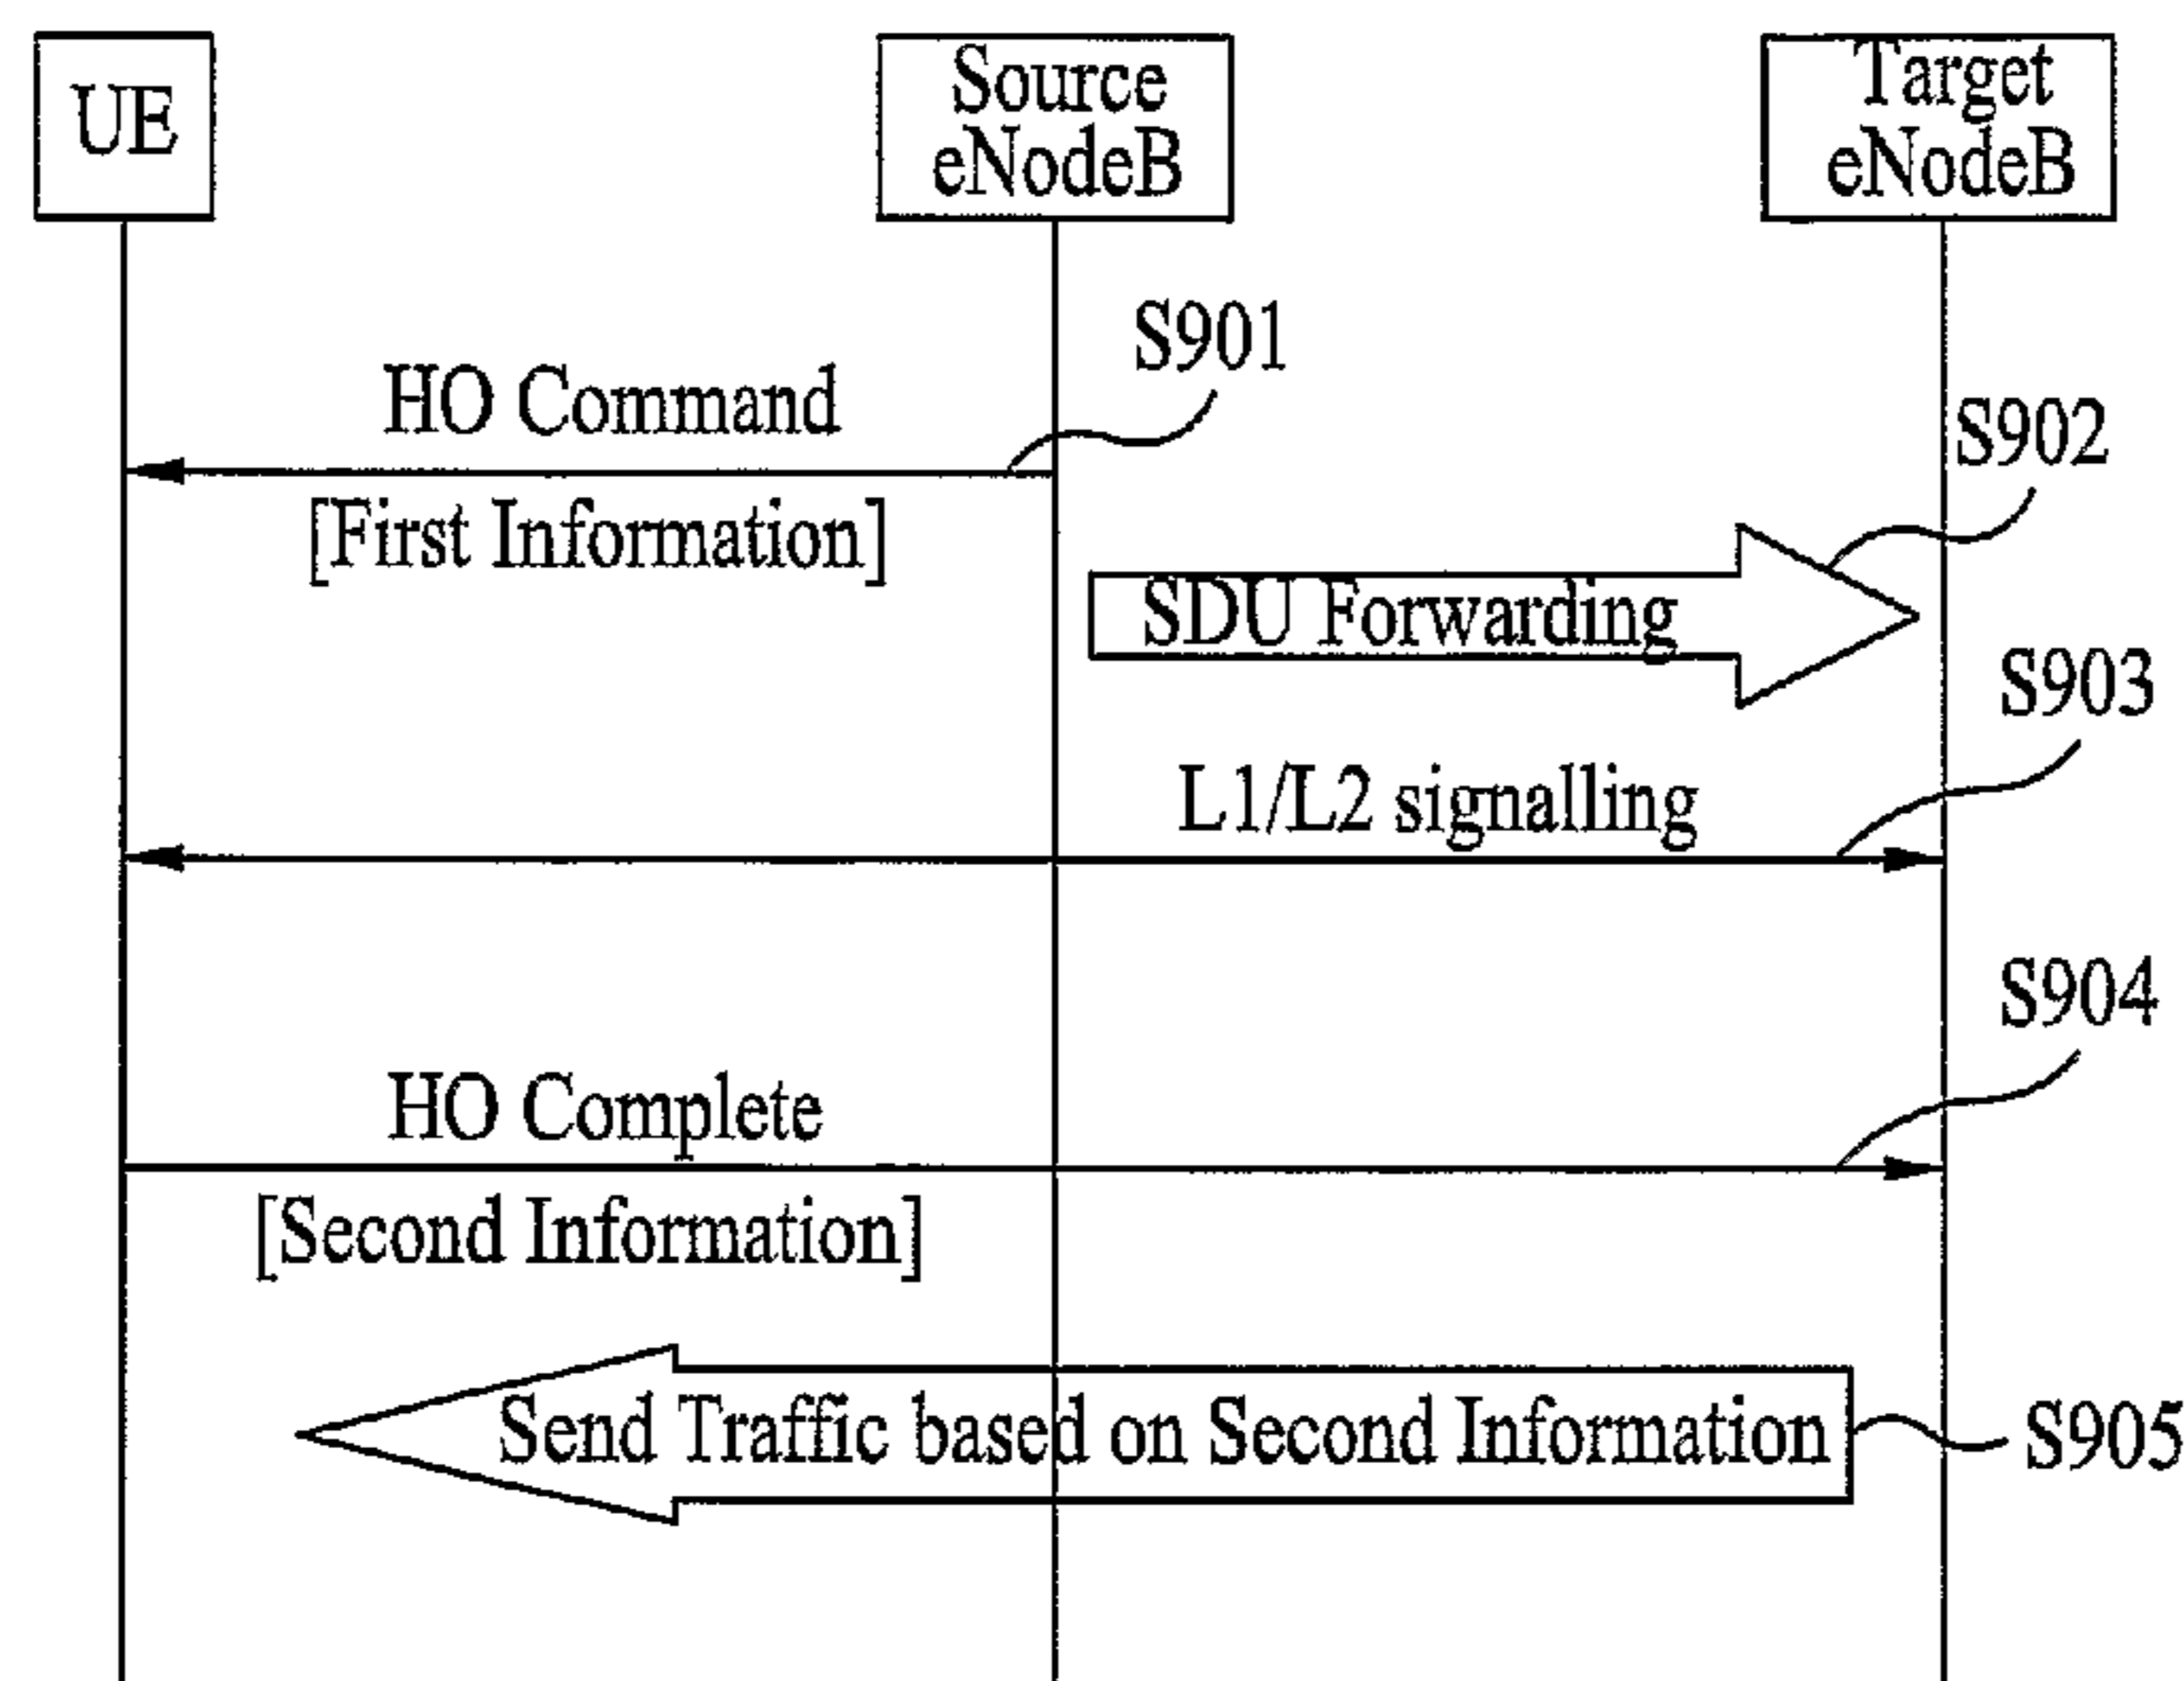 UE
Source
eNodeB
Target
eNodeB
S901
HO Command
[First Information]
S902
SDU Forwarding
S903
L1/L2 signalling
S904
HO Complete
[Second Information]
Send Traffic based on Second Information
S905